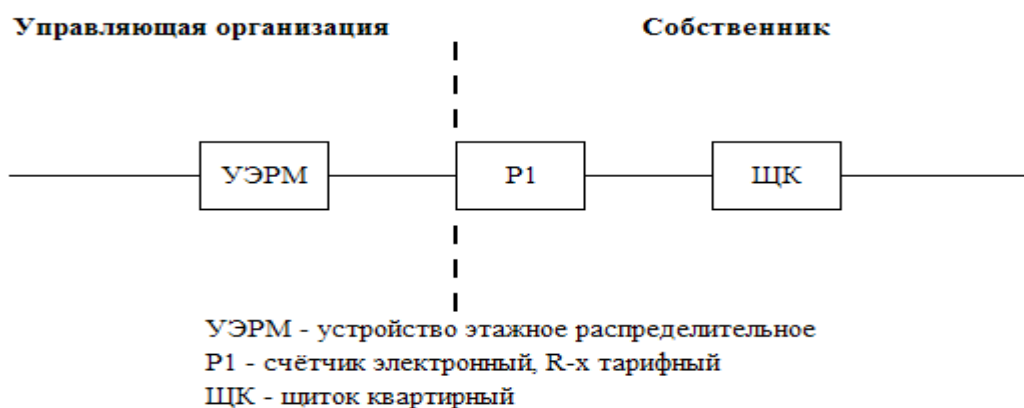 Управляющая организация
Собственник
УЭРМ
Р1
ЩК
УЭРМ - устройство этажное распределительное
Р1 - счётчик электронный, R-х тарифный
ЩК - щиток квартирный